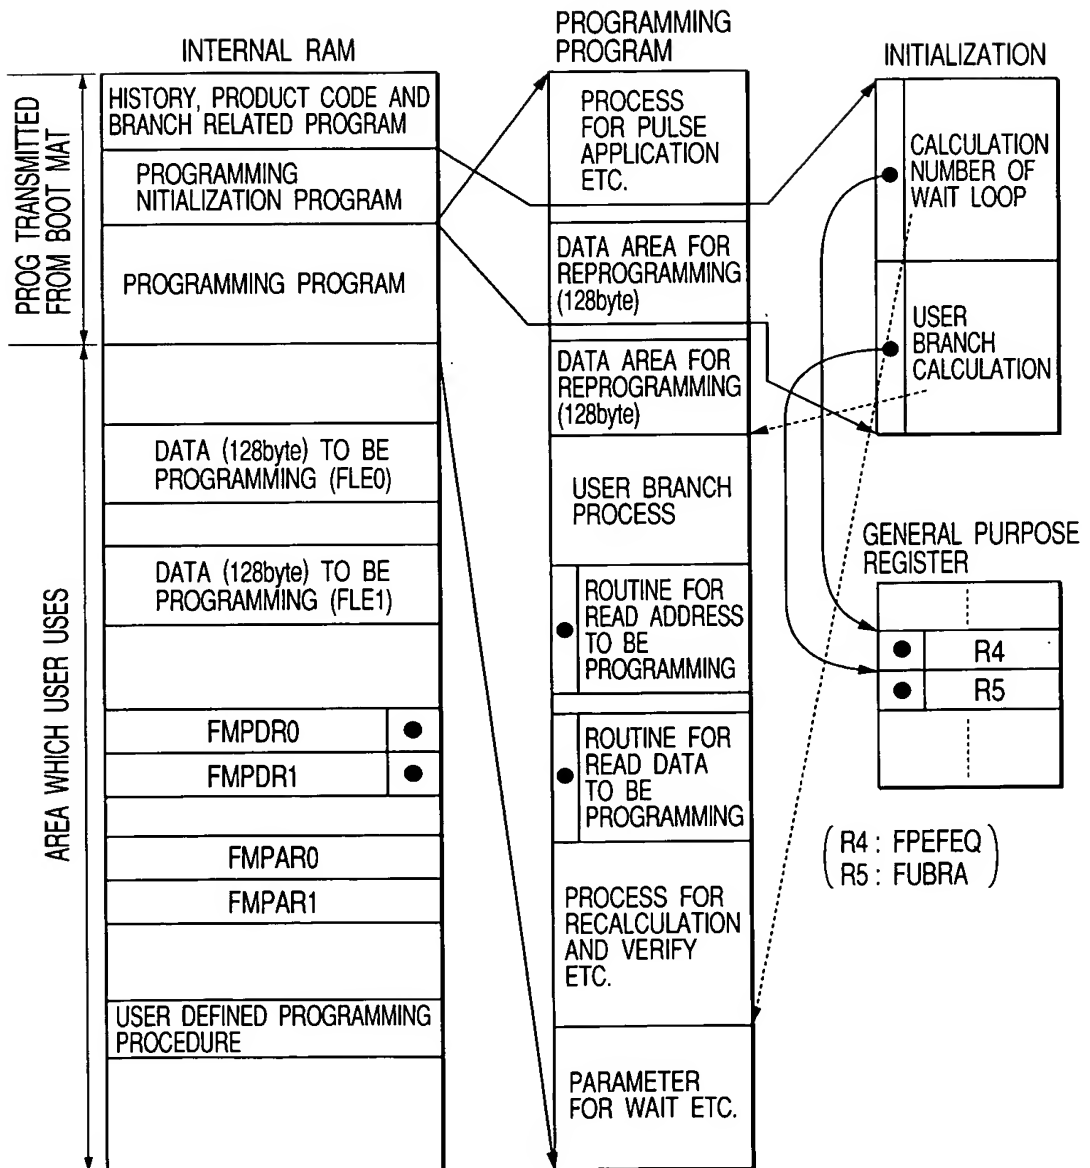 INTERNAL RAM
PROG TRANSMITTED
FROM BOOT MAT
HISTORY, PRODUCT CODE AND
BRANCH RELATED PROGRAM
PROGRAMMING
NITIALIZATION PROGRAM
PROGRAMMING PROGRAM
AREA WHICH USER USES
DATA (128byte) TO BE
PROGRAMMING (FLE0)
DATA (128byte) TO BE
PROGRAMMING (FLE1)
FMPDR0
FMPDR1
FMPAR0
FMPAR1
USER DEFINED PROGRAMMING
PROCEDURE
PROGRAMMING
PROGRAM
PROCESS
FOR PULSE
APPLICATION
ETC.
DATA AREA FOR
REPROGRAMMING
(128byte)
DATA AREA FOR
REPROGRAMMING
(128byte)
USER BRANCH
PROCESS
ROUTINE FOR
READ ADDRESS
TO BE
PROGRAMMING
ROUTINE FOR
READ DATA
TO BE
PROGRAMMING
PROCESS FOR
RECALCULATION
AND VERIFY
ETC.
PARAMETER
FOR WAIT ETC.
INITIALIZATION
CALCULATION
NUMBER OF
WAIT LOOP
USER
BRANCH
CALCULATION
GENERAL PURPOSE
REGISTER
R4
R5
(R4 : FPEFEQ
R5 : FUBRA)